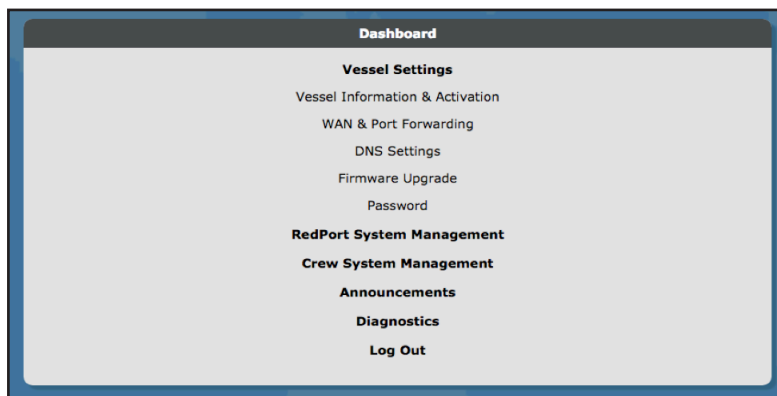 Dashboard
Vessel Settings
Vessel Information & Activation
WAN & Port Forwarding
DNS Settings
Firmware Upgrade
Password
RedPort System Management
Crew System Management
Announcements
Diagnostics
Log Out